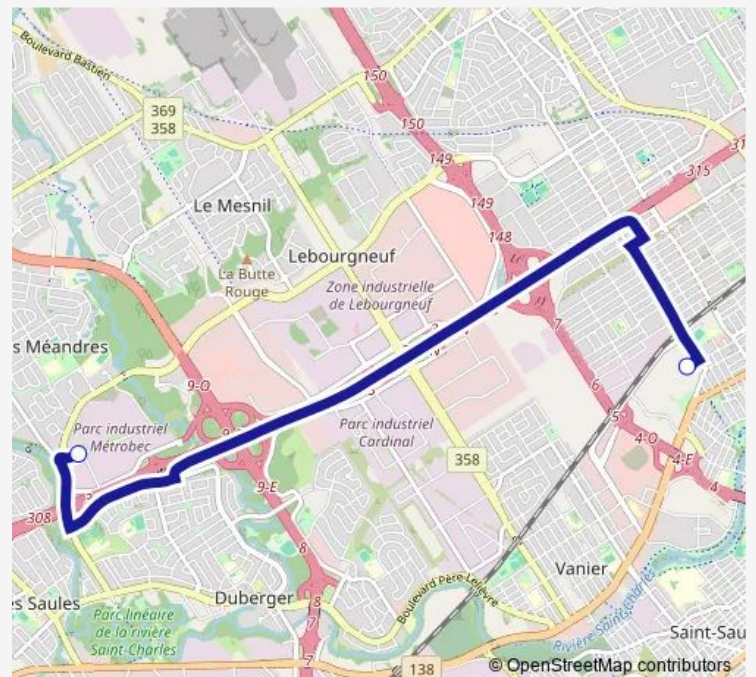 Boulevard Bastien
150
369
358
150
315
149
Le Mesnil
149
148
Lebourgneuf
La Butte
Rouge
Zone industrielle
de Lebourgneuf
7
s Méandres
9-O
6
Parc industriel
Métrobec
Parc industriel
Cardinal
5
4-O
4-E
358
4
9-E
308
8
Vanier
Boulevard Père Lelièvre
es Saules
Duberger
8
7
Parc linéaire
de la rivière
Saint-Charles
Rivière Saint-Charles
Saint-Sau
7
138
© OpenStreetMap contributors